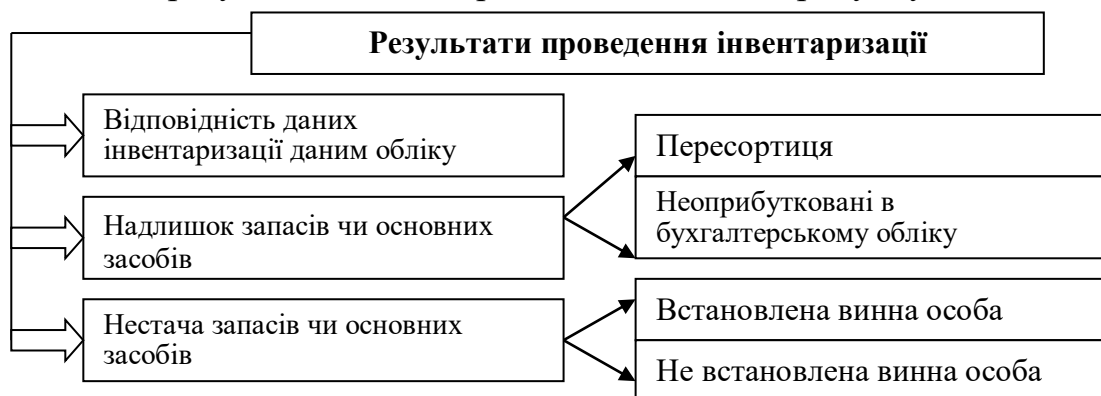 Результати проведення інвентаризації
Відповідність даних
інвентаризації даним обліку
Надлишок запасів чи основних
засобів
Нестача запасів чи основних
засобів
Пересортиця
Неоприбутковані в
бухгалтерському обліку
Встановлена винна особа
Не встановлена винна особа